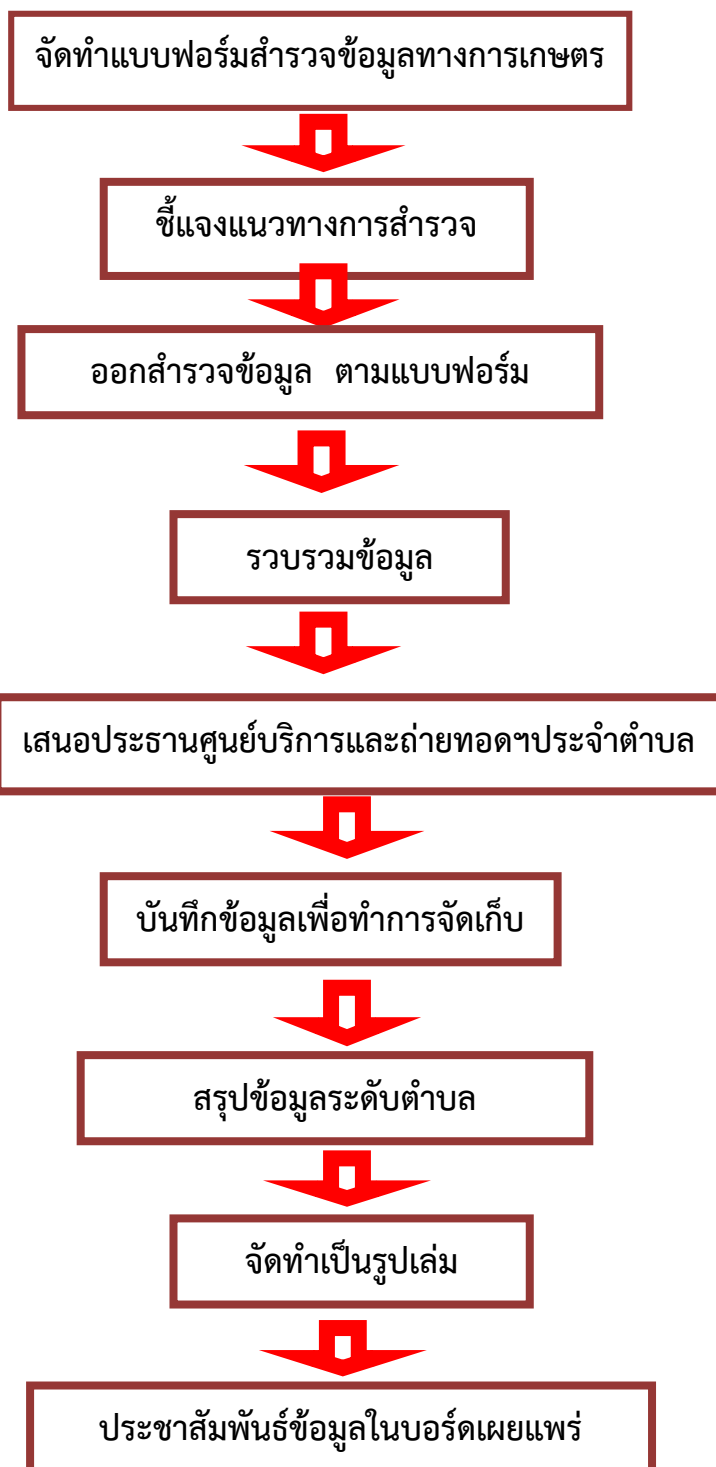 จัดทำแบบฟอร์มสำรวจข้อมูลทางการเกษตร
ชี้แจงแนวทางการสำรวจ
ออกสำรวจข้อมูล ตามแบบฟอร์ม
รวบรวมข้อมูล
เสนอประธานศูนย์บริการและถ่ายทอดฯประจำตำบล
บันทึกข้อมูลเพื่อทำการจัดเก็บ
สรุปข้อมูลระดับตำบล
จัดทำเป็นรูปเล่ม
ประชาสัมพันธ์ข้อมูลในบอร์ดเผยแพร่